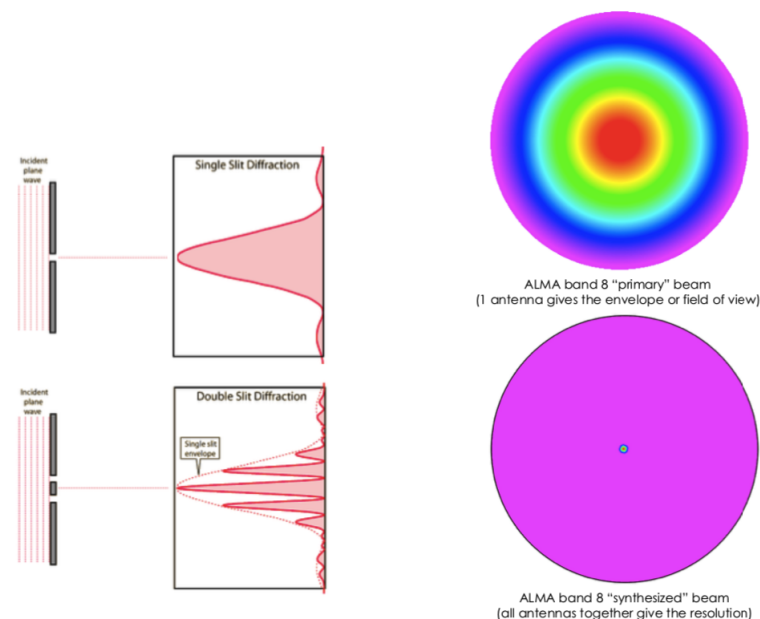 Incident
plane
wave
Single Slit Diffraction
ALMA band 8 “primary” beam
(1 antenna gives the envelope or field of view)
Incident
plane
wave
Double Slit Diffraction
Single slit
envelope
ALMA band 8 “synthesized” beam
(all antennas together give the resolution)